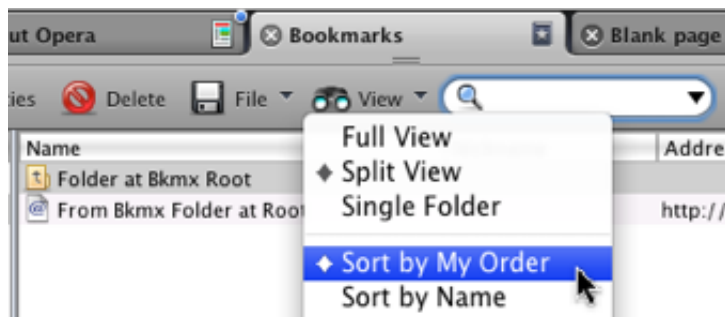 ut Opera Bookmarks Blank page
ies Delete File View
Name Addre
Full View
Folder at Bkmx Root
Split View
From Bkmx Folder at Roo http://
Single Folder
Sort by My Order
Sort by Name